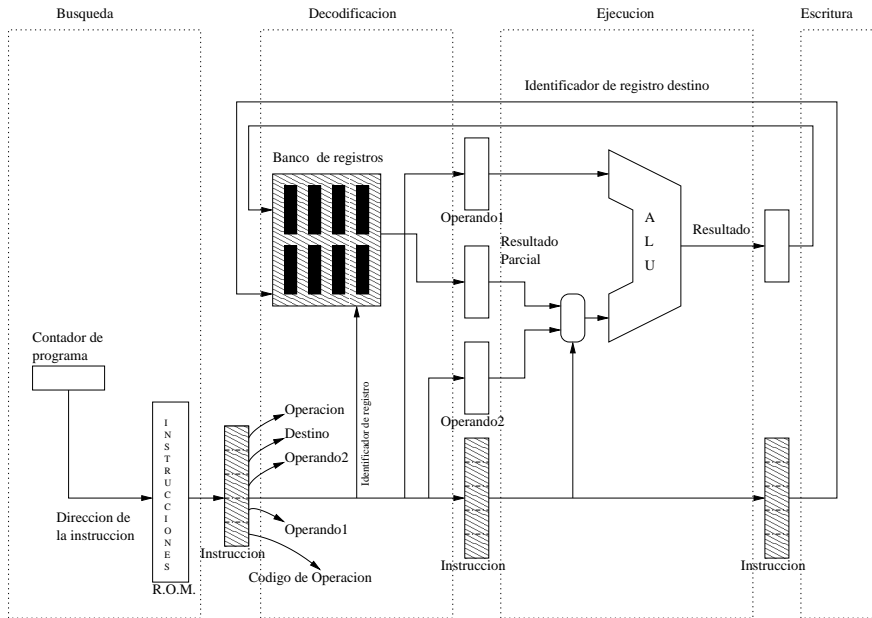 Busqueda
Decodificacion
Ejecucion
Escritura
Identificador de registro destino
Banco de registros
Operando1
Resultado
Parcial
A
L
U
Resultado
Contador de
programa
Operando2
Identificador de registro
Operacion
Destino
Operando2
INSTRUCCIONES
Direccion de
la instruccion
Operando1
Instruccion
Instruccion
Instruccion
Codigo de Operacion
R.O.M.